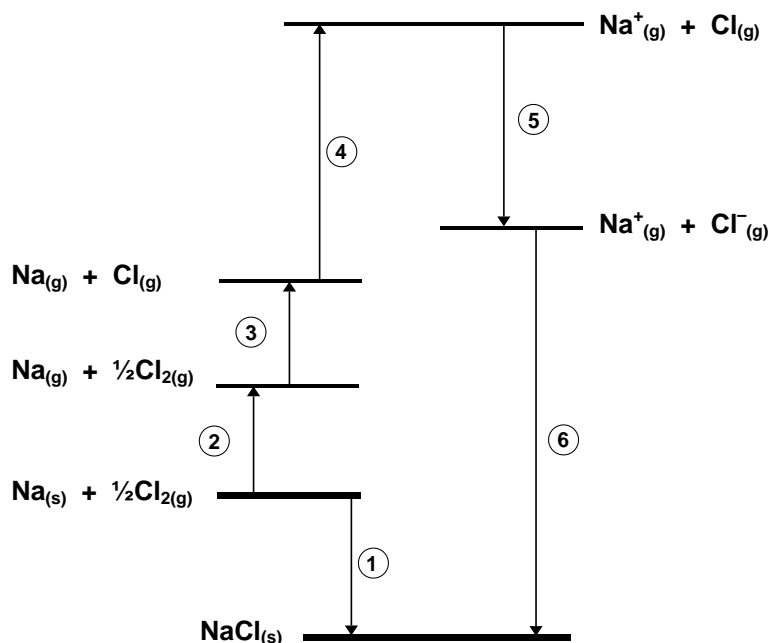 Na⁺(g) + Cl(g)
5
4
Na⁺(g) + Cl⁻(g)
Na(g) + Cl(g)
3
Na(g) + ½Cl2(g)
2
6
Na(s) + ½Cl2(g)
1
NaCl(s)